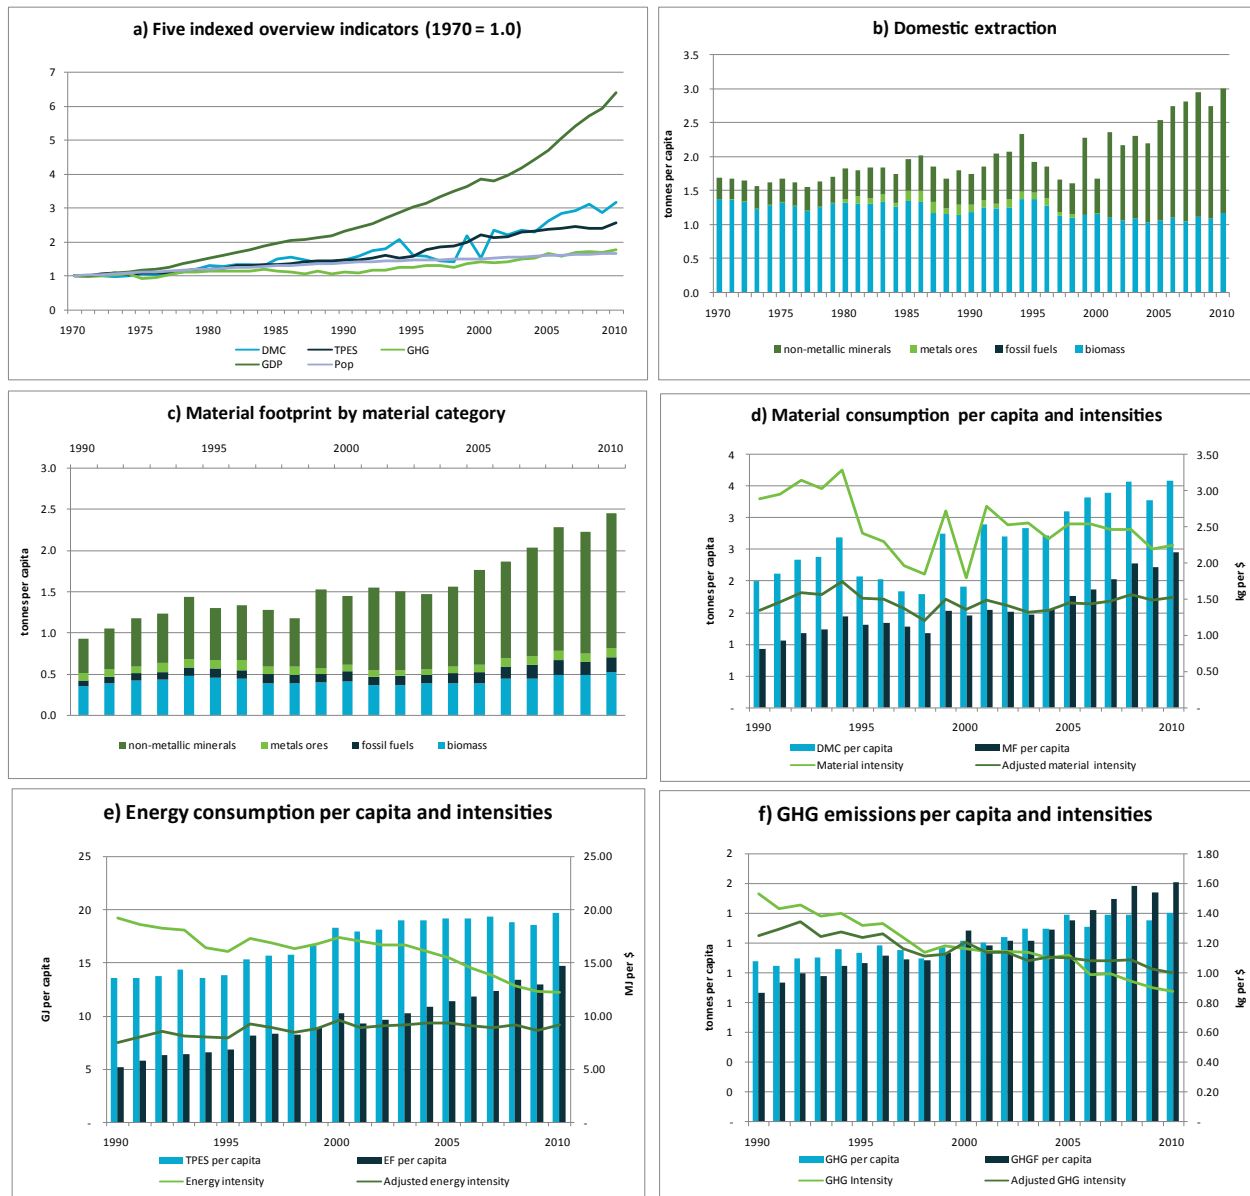 a) Five indexed overview indicators (1970 = 1.0)
7
6
5
4
3
2
1
0
1970 1975 1980 1985 1990 1995 2000 2005 2010
DMC TPES GHG
GDP Pop
b) Domestic extraction
tonnes per capita
3.5
3.0
2.5
2.0
1.5
1.0
0.5
0.0
1970 1975 1980 1985 1990 1995 2000 2005 2010
non-metallic minerals metals ores fossil fuels biomass
c) Material footprint by material category
1990 1995 2000 2005 2010
tonnes per capita
3.0
2.5
2.0
1.5
1.0
0.5
0.0
non-metallic minerals metals ores fossil fuels biomass
d) Material consumption per capita and intensities
tonnes per capita
4
4
3
3
2
2
1
1
-
3.50
3.00
2.50
2.00
1.50
1.00
0.50
-
kg per $
1990 1995 2000 2005 2010
DMC per capita MF per capita
Material intensity Adjusted material intensity
e) Energy consumption per capita and intensities
GJ per capita
25
20
15
10
5
-
25.00
20.00
15.00
10.00
5.00
-
MJ per $
1990 1995 2000 2005 2010
TPES per capita EF per capita
Energy intensity Adjusted energy intensity
f) GHG emissions per capita and intensities
tonnes per capita
2
2
1
1
1
1
1
0
0
-
1.80
1.60
1.40
1.20
1.00
0.80
0.60
0.40
0.20
-
kg per $
1990 1995 2000 2005 2010
GHG per capita GHGF per capita
GHG Intensity Adjusted GHG intensity